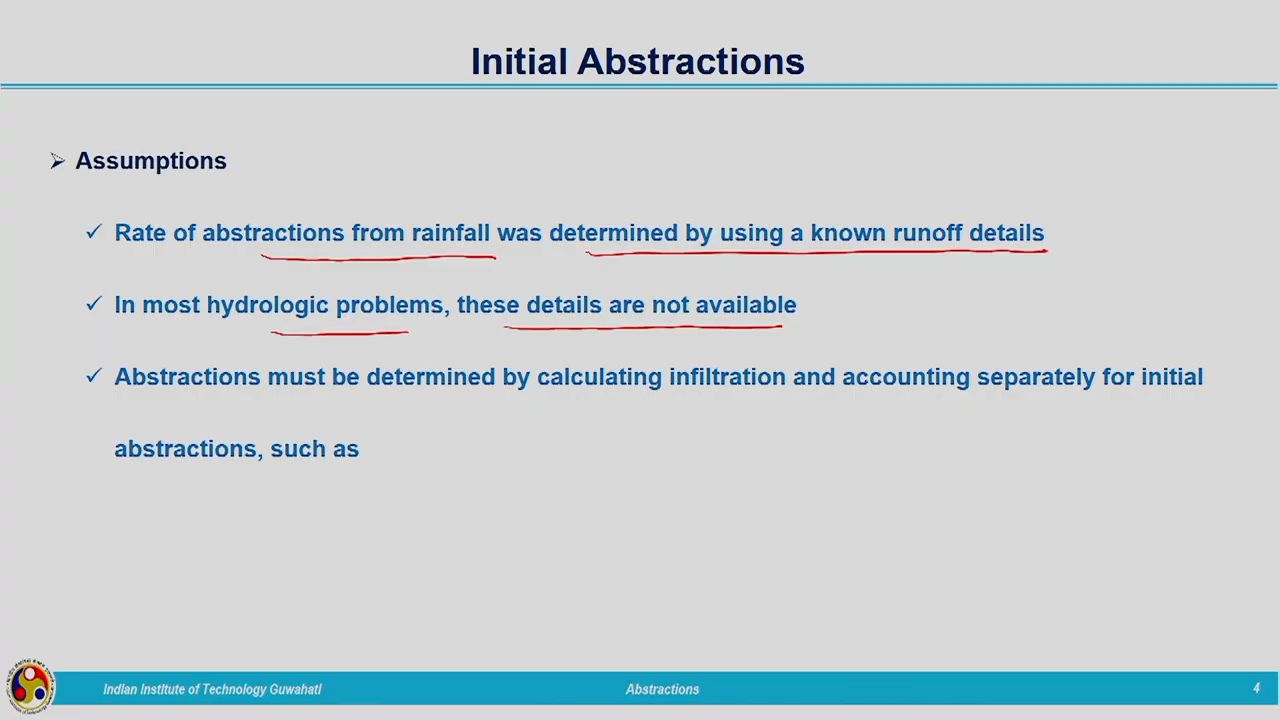 Initial Abstractions
Assumptions
Rate of abstractions from rainfall was determined by using a known runoff details
In most hydrologic problems, these details are not available
Abstractions must be determined by calculating infiltration and accounting separately for initial
abstractions, such as
Indian Institute of Technology Guwahati
Abstractions
4